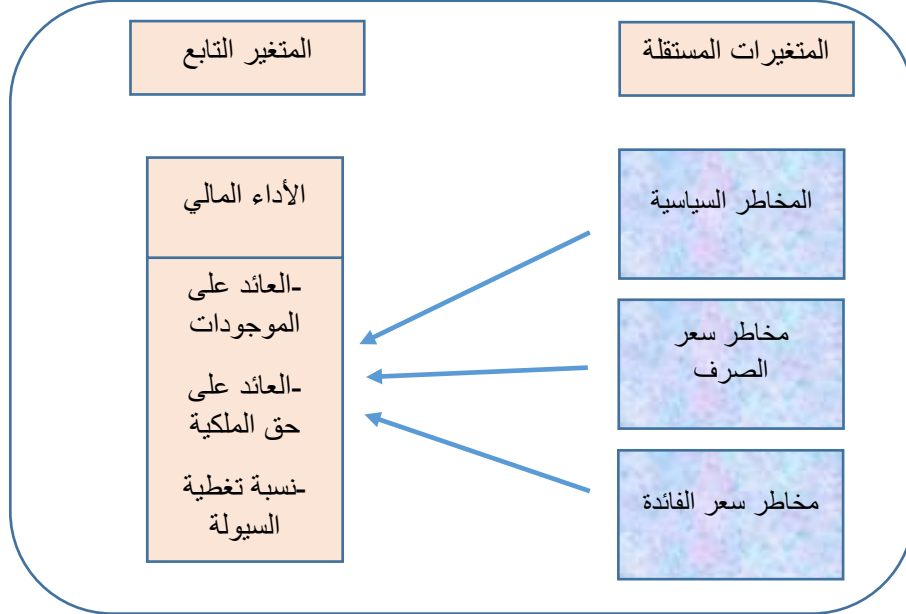 المتغيرات المستقلة
المتغير التابع
المخاطر السياسية
مخاطر سعر
الصرف
مخاطر سعر الفائدة
الأداء المالي
-العائد على
الموجودات
-العائد على
حق الملكية
-نسبة تغطية
السيولة